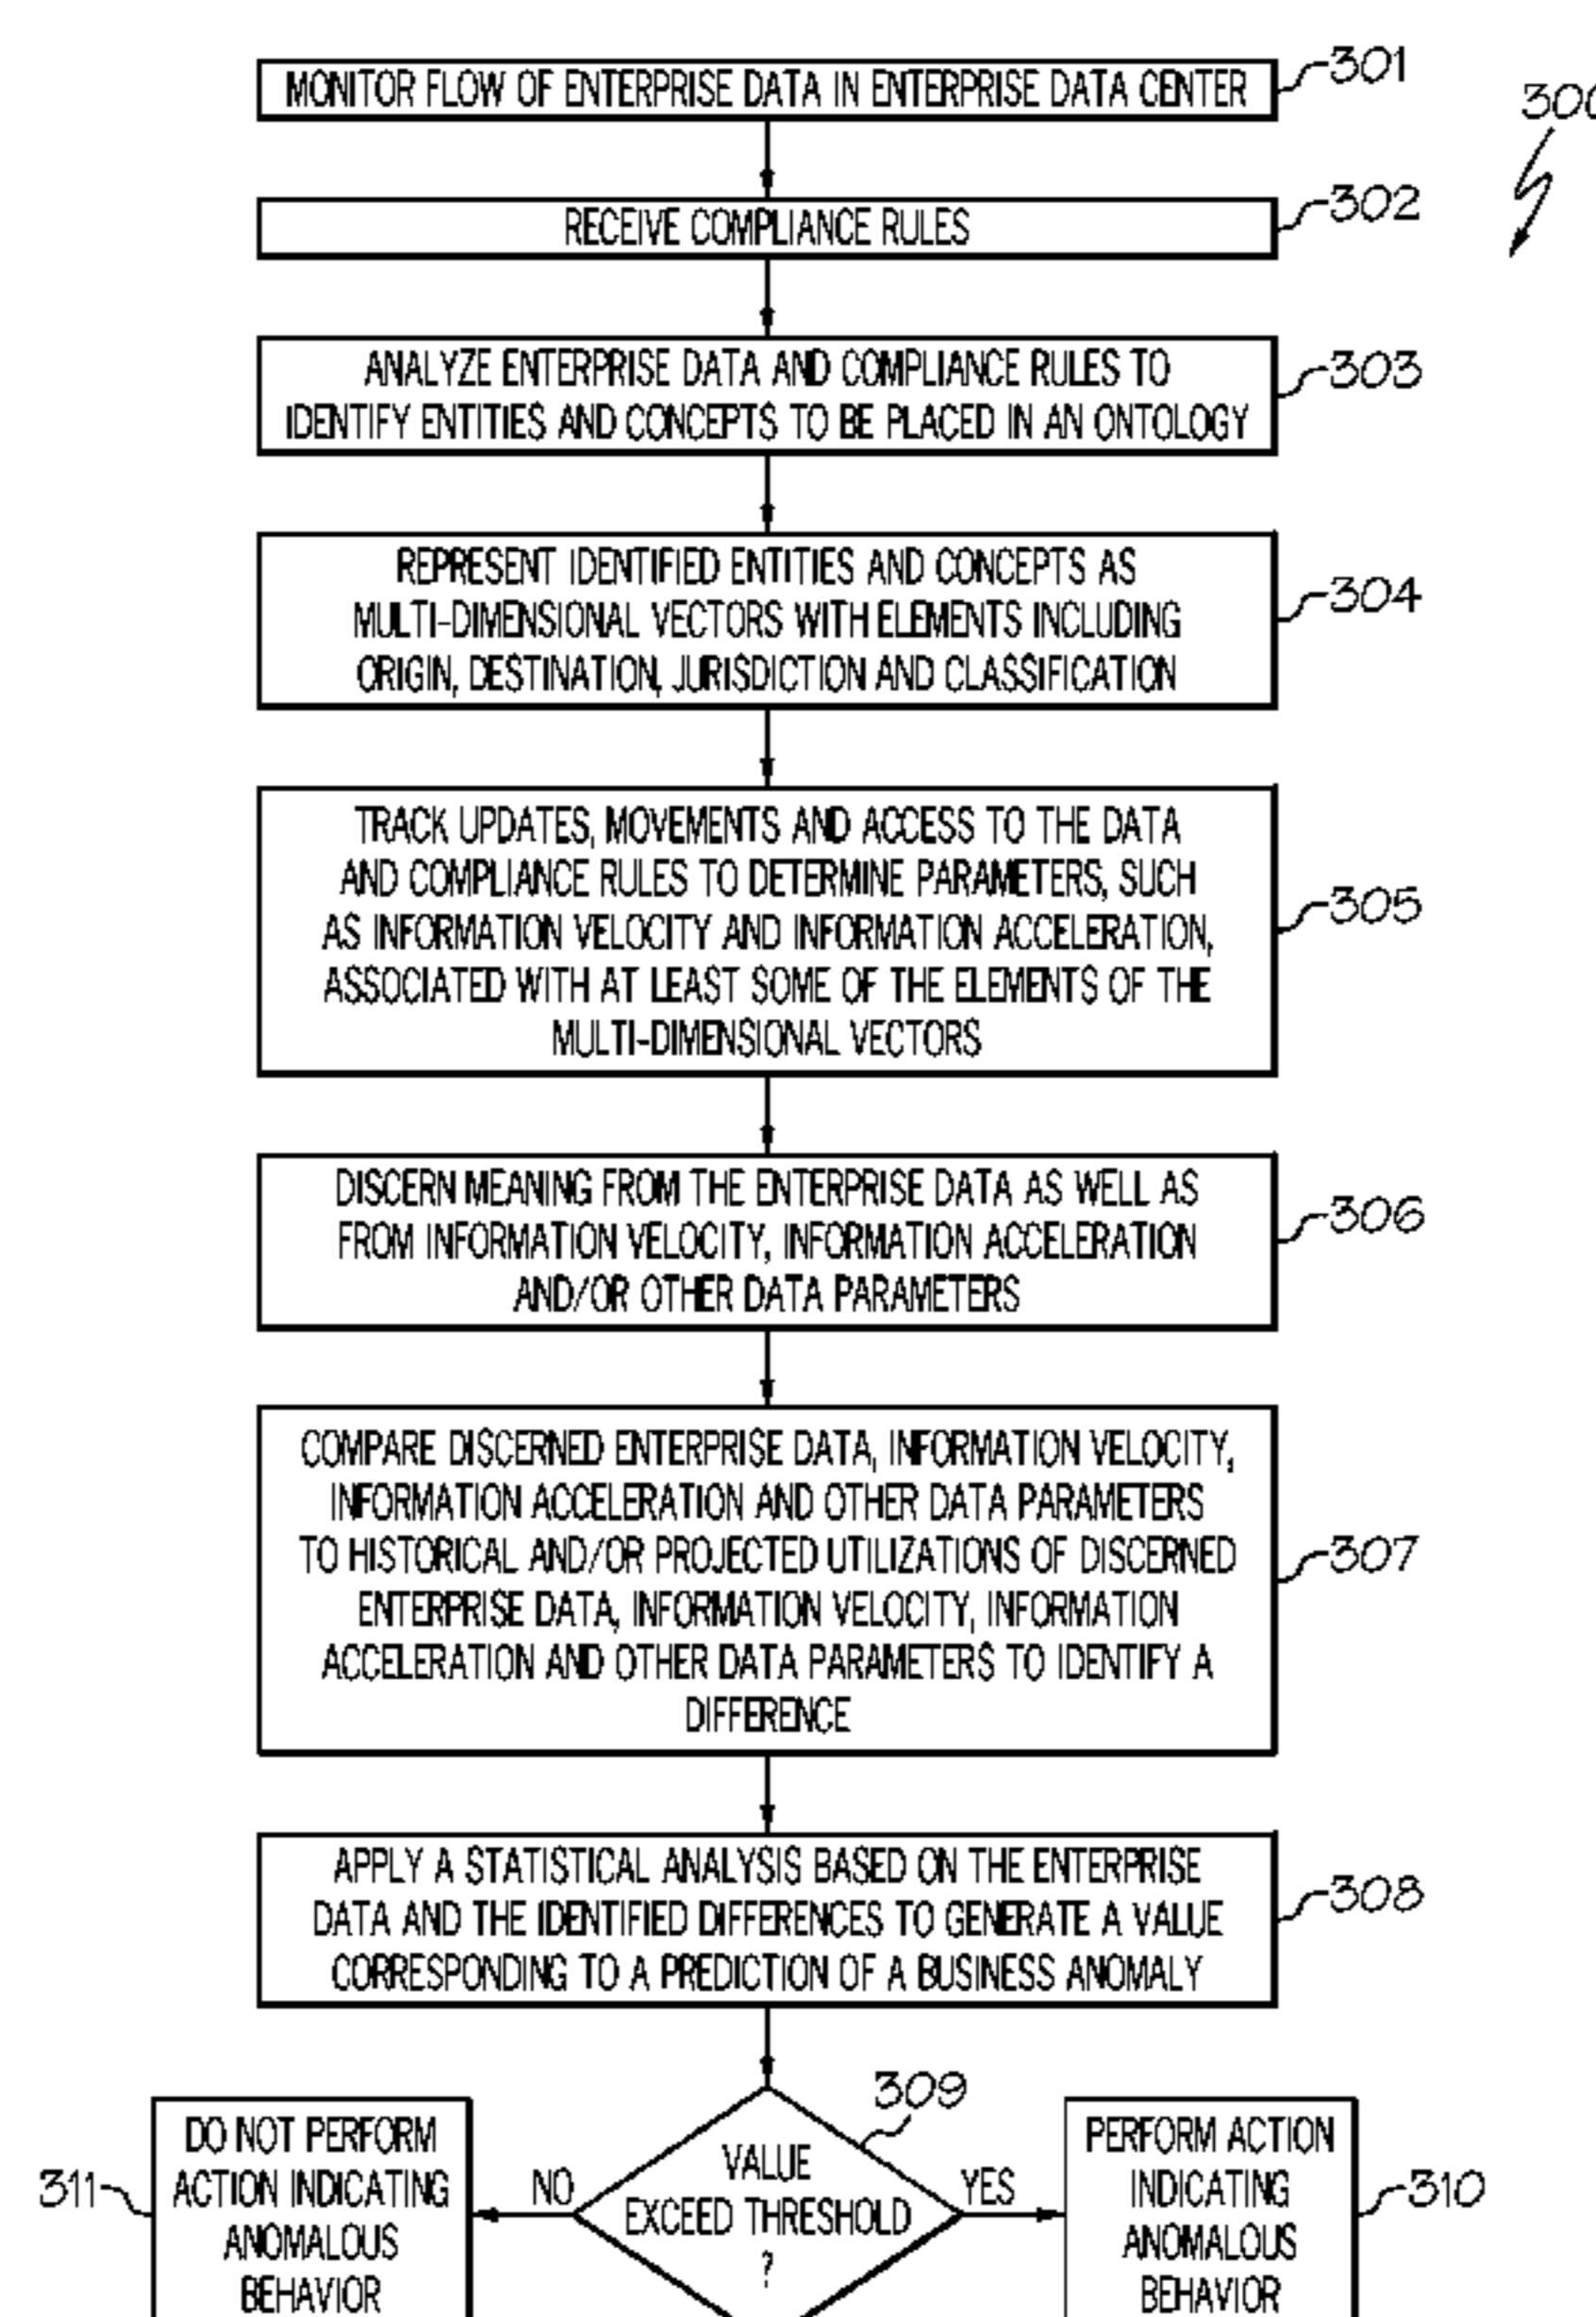 MONITOR FLOW OF ENTERPRISE DATA IN ENTERPRISE DATA CENTER
301
300
RECEIVE COMPLIANCE RULES
302
ANALYZE ENTERPRISE DATA AND COMPLIANCE RULES TO
IDENTIFY ENTITIES AND CONCEPTS TO BE PLACED IN AN ONTOLOGY
303
REPRESENT IDENTIFIED ENTITIES AND CONCEPTS AS
MULTI-DIMENSIONAL VECTORS WITH ELEMENTS INCLUDING
ORIGIN, DESTINATION, JURISDICTION AND CLASSIFICATION
304
TRACK UPDATES, MOVEMENTS AND ACCESS TO THE DATA
AND COMPLIANCE RULES TO DETERMINE PARAMETERS, SUCH
AS INFORMATION VELOCITY AND INFORMATION ACCELERATION,
ASSOCIATED WITH AT LEAST SOME OF THE ELEMENTS OF THE
MULTI-DIMENSIONAL VECTORS
305
DISCERN MEANING FROM THE ENTERPRISE DATA AS WELL AS
FROM INFORMATION VELOCITY, INFORMATION ACCELERATION
AND/OR OTHER DATA PARAMETERS
306
COMPARE DISCERNED ENTERPRISE DATA, INFORMATION VELOCITY,
INFORMATION ACCELERATION AND OTHER DATA PARAMETERS
TO HISTORICAL AND/OR PROJECTED UTILIZATIONS OF DISCERNED
ENTERPRISE DATA, INFORMATION VELOCITY, INFORMATION
ACCELERATION AND OTHER DATA PARAMETERS TO IDENTIFY A
DIFFERENCE
307
APPLY A STATISTICAL ANALYSIS BASED ON THE ENTERPRISE
DATA AND THE IDENTIFIED DIFFERENCES TO GENERATE A VALUE
CORRESPONDING TO A PREDICTION OF A BUSINESS ANOMALY
308
309
VALUE
EXCEED THRESHOLD
?
NO
YES
DO NOT PERFORM
ACTION INDICATING
ANOMALOUS
BEHAVIOR
311
PERFORM ACTION
INDICATING
ANOMALOUS
BEHAVIOR
310